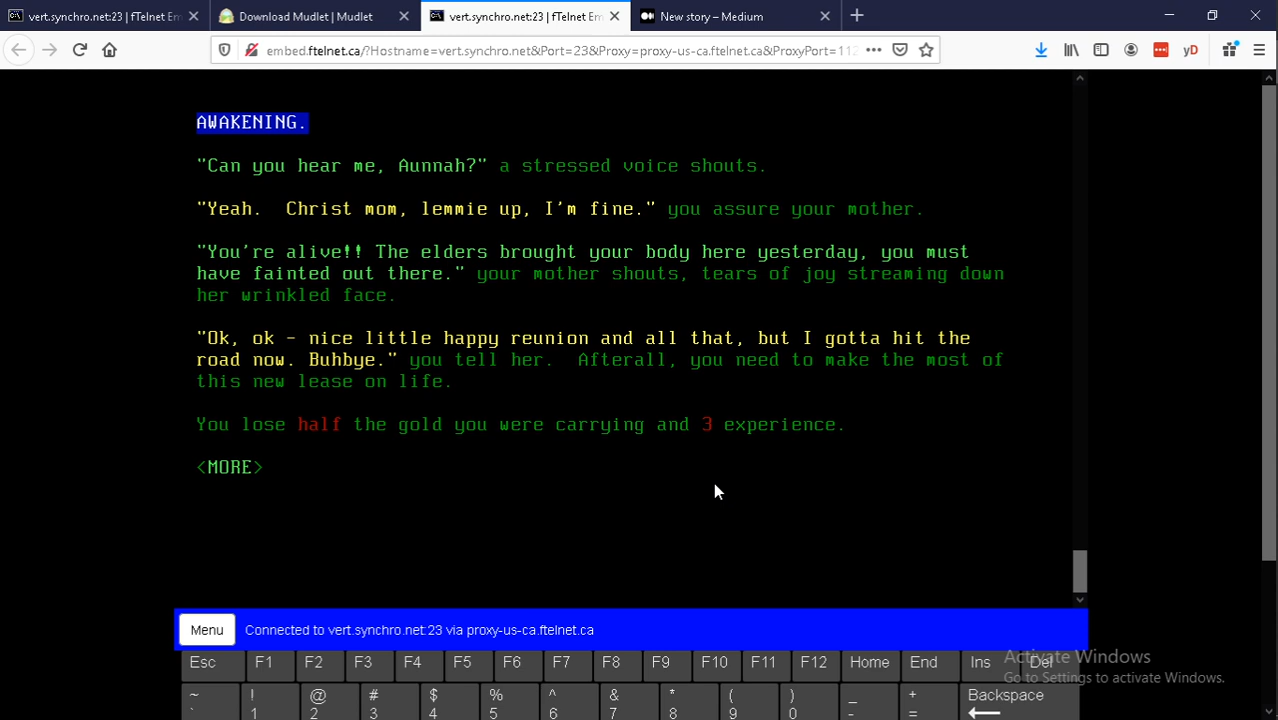 vert.synchro.net:23 | fTelnet Em
Download Mudlet | Mudlet
vert.synchro.net:23 | fTelnet Em
New story – Medium
embed.ftelnet.ca/?Hostname=vert.synchro.net&Port=23&Proxy=proxy-us-ca.ftelnet.ca&ProxyPort=112
yD
AWAKENING.
"Can you hear me, Aunnah?" a stressed voice shouts.
"Yeah.  Christ mom, lemmie up, I'm fine." you assure your mother.
"You're alive!! The elders brought your body here yesterday, you must
have fainted out there." your mother shouts, tears of joy streaming down
her wrinkled face.
"Ok, ok - nice little happy reunion and all that, but I gotta hit the
road now. Buhbye." you tell her.  Afterall, you need to make the most of
this new lease on life.
You lose half the gold you were carrying and 3 experience.
<MORE>
Menu Connected to vert.synchro.net:23 via proxy-us-ca.ftelnet.ca
Esc F1 F2 F3 F4 F5 F6 F7 F8 F9 F10 F11 F12 Home End Ins Del
Activate Windows
Go to Settings to activate Windows.
~ ! @ # $ % ^ & * ( ) _ + Backspace
` 1 2 3 4 5 6 7 8 9 0 - =